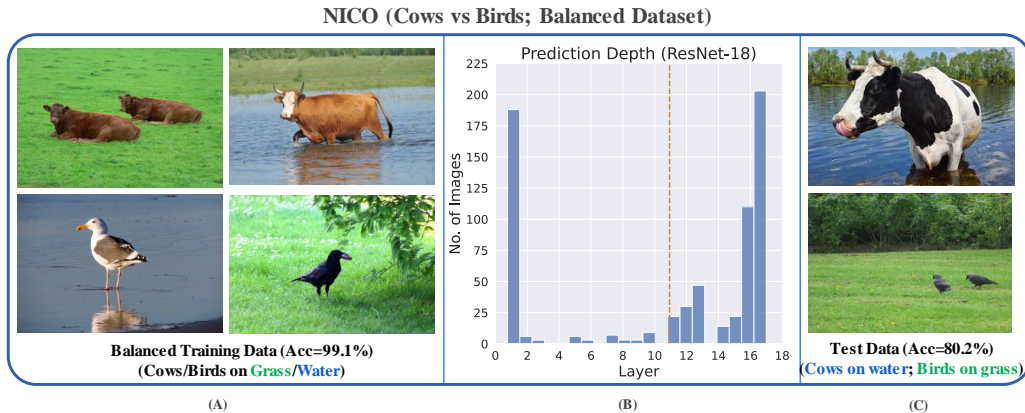 NICO (Cows vs Birds; Balanced Dataset)
Balanced Training Data (Acc=99.1%)
(Cows/Birds on Grass/Water)
(A)
Prediction Depth (ResNet-18)
No. of Images
225
200
175
150
125
100
75
50
25
0
0 2 4 6 8 10 12 14 16 18
Layer
(B)
Test Data (Acc=80.2%)
(Cows on water; Birds on grass)
(C)